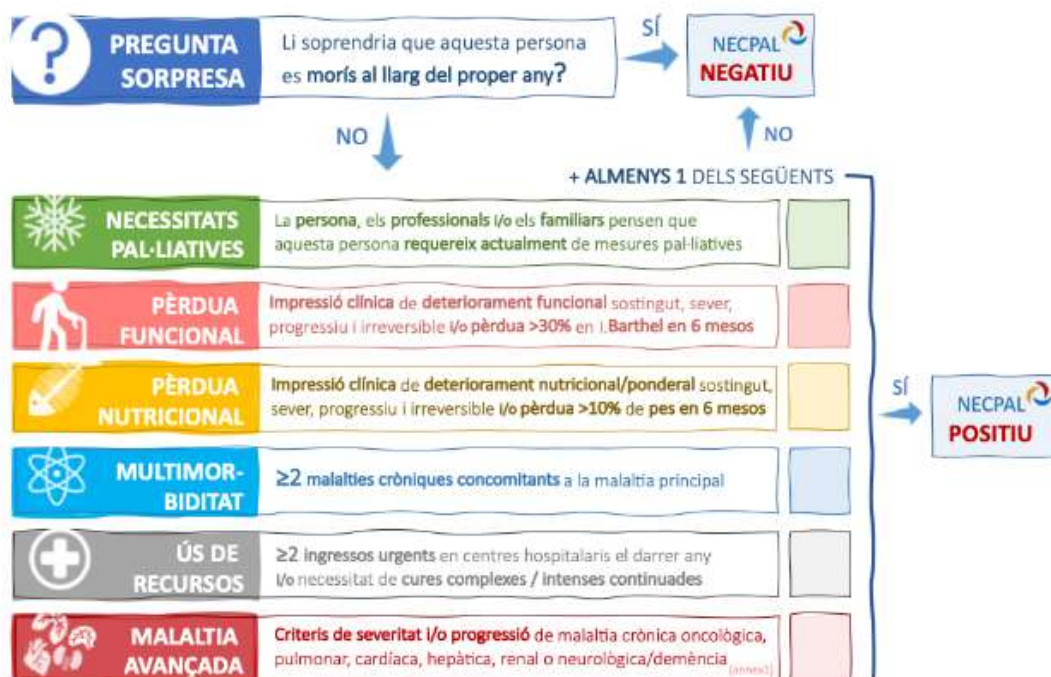 ?
PREGUNTA
SORPRESA
Li soprendria que aquesta persona
es morís al llarg del proper any?
SÍ
NECPAL
NEGATIU
NO
NO
+ ALMENYS 1 DELS SEGÜENTS
NECESSITATS
PAL·LIATIVES
La persona, els professionals i/o els familiars pensen que
aquesta persona requereix actualment de mesures pal·liatives
PÈRDUA
FUNCIONAL
Impressió clínica de deteriorament funcional sostingut, sever,
progressiu i irreversible i/o pèrdua >30% en I.Barthel en 6 mesos
PÈRDUA
NUTRICIONAL
Impressió clínica de deteriorament nutricional/ponderal sostingut,
sever, progressiu i irreversible i/o pèrdua >10% de pes en 6 mesos
SÍ
NECPAL
POSITIU
MULTIMOR-
BIDITAT
≥2 malalties cròniques concomitants a la malaltia principal
ÚS DE
RECURSOS
≥2 ingressos urgents en centres hospitalaris el darrer any
i/o necessitat de cures complexes / intenses continuades
MALALTIA
AVANÇADA
Criteris de severitat i/o progressió de malaltia crònica oncològica,
pulmonar, cardíaca, hepàtica, renal o neurològica/demència